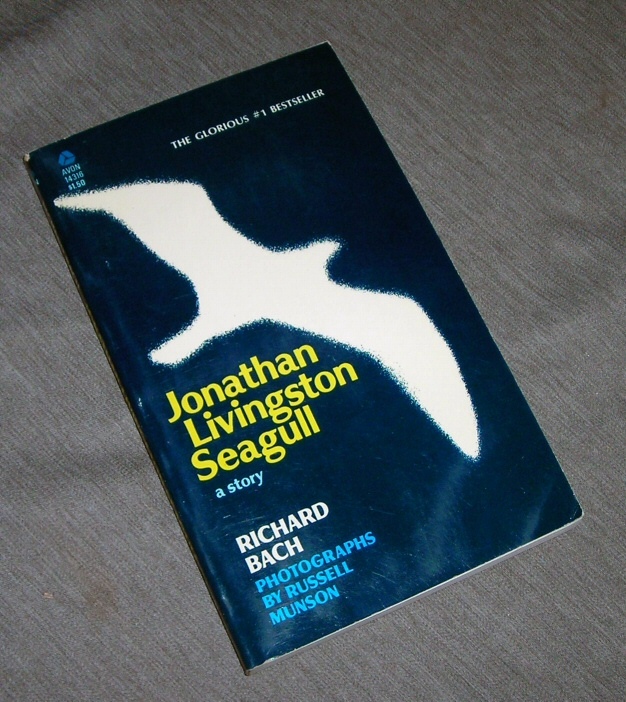 THE GLORIOUS #1 BESTSELLER
AVON
14316
$1.50
Jonathan
Livingston
Seagull
a story
RICHARD
BACH
PHOTOGRAPHS
BY RUSSELL
MUNSON